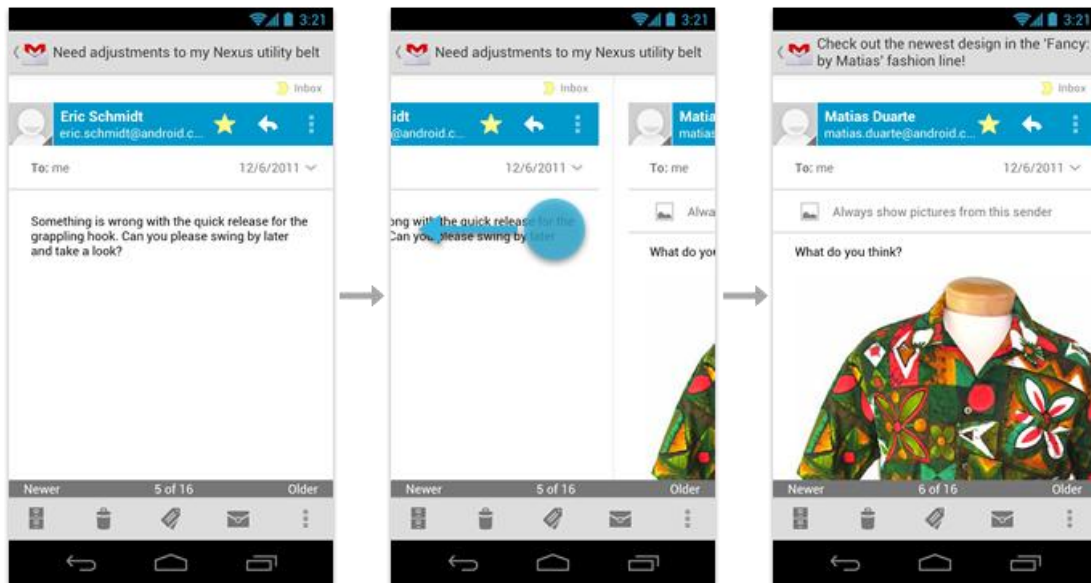 3:21
Need adjustments to my Nexus utility belt
Inbox
Eric Schmidt
eric.schmidt@android.c...
To: me
12/6/2011
Something is wrong with the quick release for the
grappling hook. Can you please swing by later
and take a look?
Newer
5 of 16
Older
3:21
Need adjustments to my Nexus utility belt
Inbox
idt
@android.c...
Matia
matias
12/6/2011
To: me
ong with the quick release for the
Can you please swing by later
Alwa
What do you
Newer
5 of 16
Older
3:21
Check out the newest design in the 'Fancy:
by Matias' fashion line!
Inbox
Matias Duarte
matias.duarte@android.c...
To: me
12/6/2011
Always show pictures from this sender
What do you think?
Newer
6 of 16
Older